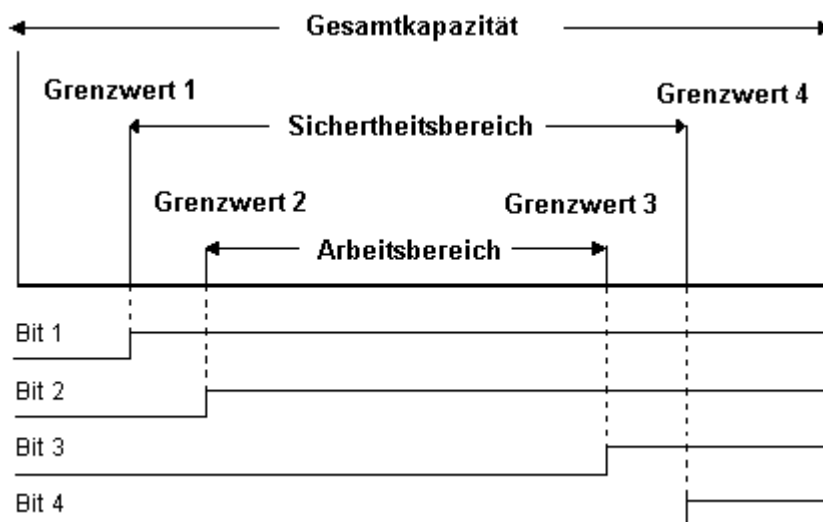 Gesamtkapazität
Grenzwert 1
Grenzwert 4
Sichertheitsbereich
Grenzwert 2
Grenzwert 3
Arbeitsbereich
Bit 1
Bit 2
Bit 3
Bit 4